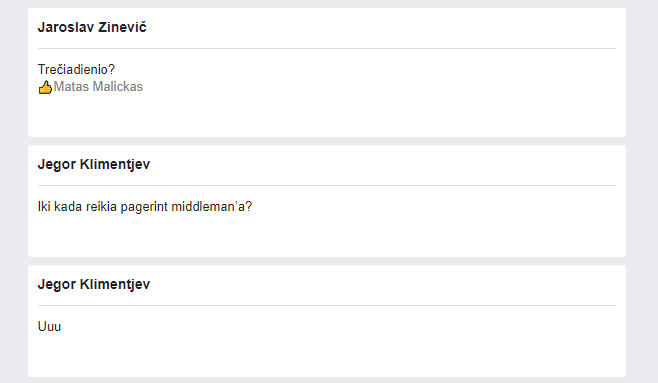 Jaroslav Zinevič
Trečiadienio?
👍Matas Malickas
Jegor Klimentjev
Iki kada reikia pagerint middleman'a?
Jegor Klimentjev
Uuu